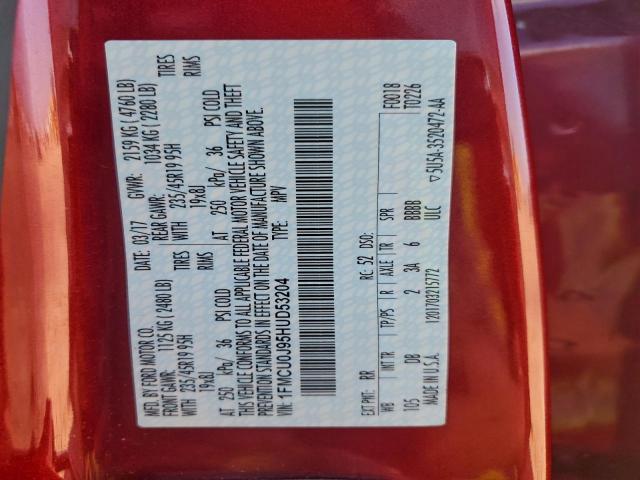 MFD. BY FORD MOTOR CO.
DATE: 03/17 GVWR: 2159 KG ( 4760 LB)
FRONT GAWR: 1125 KG ( 2480 LB) REAR GAWR: 1034 KG ( 2280 LB)
235/45R19 95H TIRES WITH 235/45R19 95H TIRES
19x8J RIMS 19x8J RIMS
AT 250 kPa/ 36 PSI COLD AT 250 kPa/ 36 PSI COLD
THIS VEHICLE CONFORMS TO ALL APPLICABLE FEDERAL MOTOR VEHICLE SAFETY AND THEFT
PREVENTION STANDARDS IN EFFECT ON THE DATE OF MANUFACTURE SHOWN ABOVE.
VIN: 1FMCU0J95HUD53204 TYPE: MPV
F0018
T0226
EXT PNT: RR RC: 52 DSO:
WB INT TR TP/PS R AXLE TR SPR
105 DB 2 3A 6 BBBB
1201703215772 ULC
MADE IN U.S.A. ▽5U5A-3520472-AA